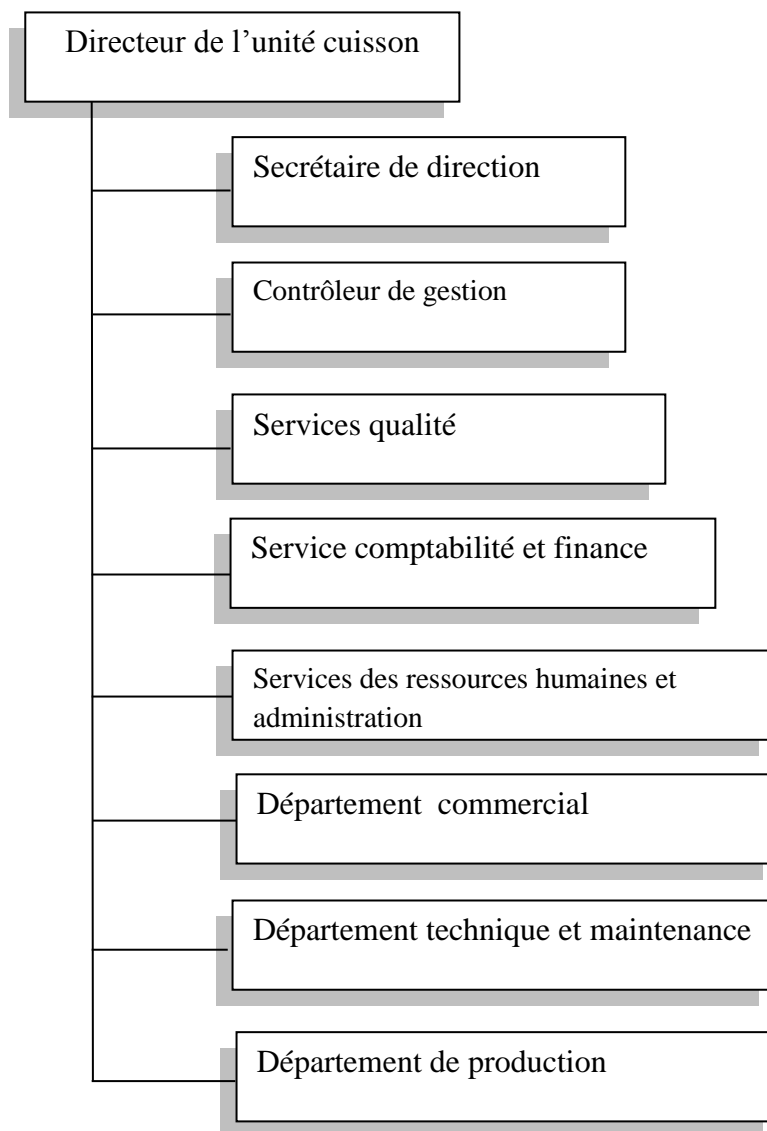 Directeur de l’unité cuisson
Secrétaire de direction
Contrôleur de gestion
Services qualité
Service comptabilité et finance
Services des ressources humaines et
administration
Département  commercial
Département technique et maintenance
Département de production